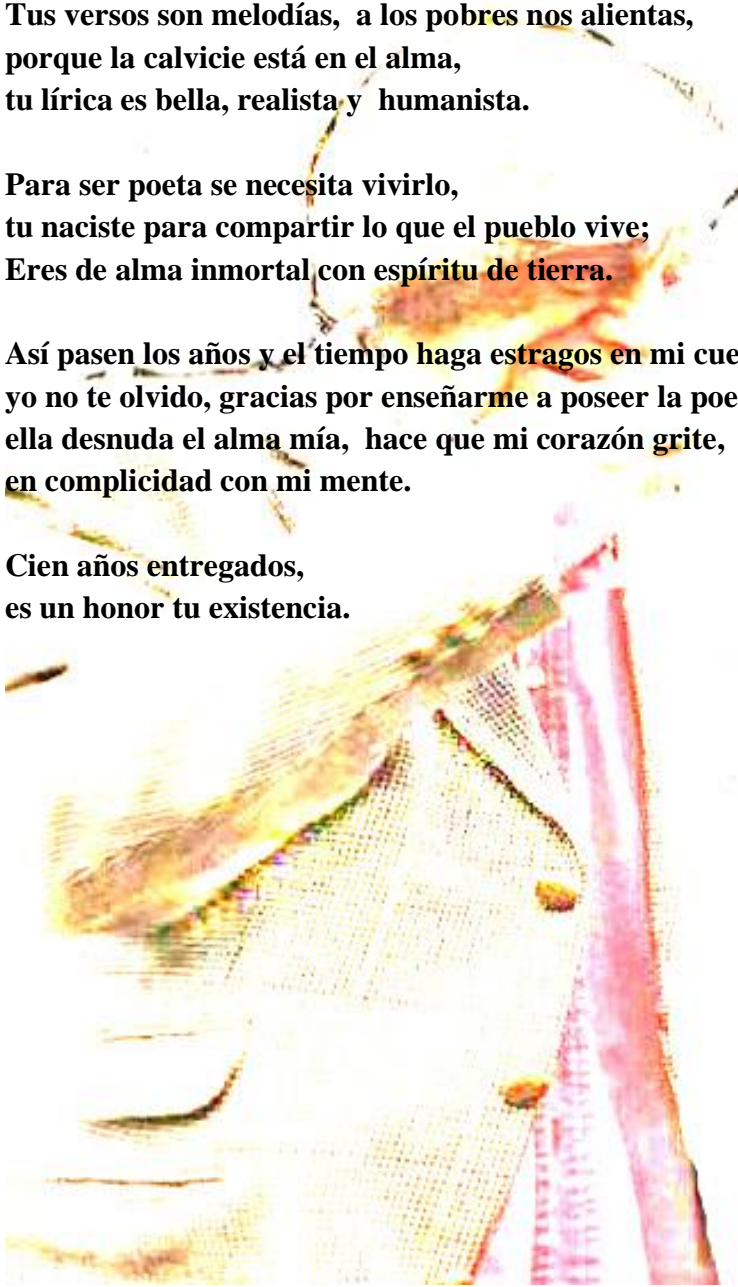 Tus versos son melodías, a los pobres nos alientas,
porque la calvicie está en el alma,
tu lírica es bella, realista y humanista.
Para ser poeta se necesita vivirlo,
tu naciste para compartir lo que el pueblo vive;
Eres de alma inmortal con espíritu de tierra.
Así pasen los años y el tiempo haga estragos en mi cue
yo no te olvido, gracias por enseñarme a poseer la poe
ella desnuda el alma mía, hace que mi corazón grite,
en complicidad con mi mente.
Cien años entregados,
es un honor tu existencia.